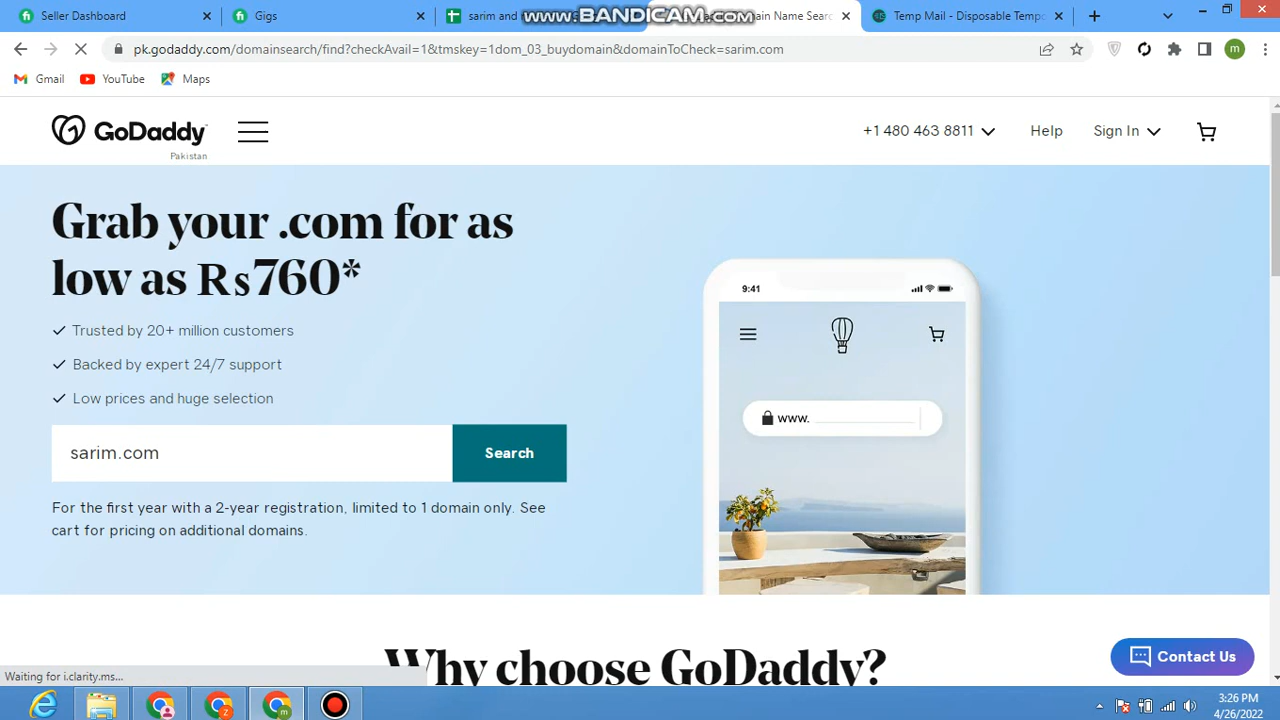 Seller Dashboard
Gigs
sarim and
WWW.BANDICAM.COM
main Name Sear
Temp Mail - Disposable Tempo
pk.godaddy.com/domainsearch/find?checkAvail=1&tmskey=1dom_03_buydomain&domainToCheck=sarim.com
m
Gmail
YouTube
Maps
GoDaddy
Pakistan
+1 480 463 8811
Help
Sign In
Grab your .com for as
low as Rs760*
Trusted by 20+ million customers
Backed by expert 24/7 support
Low prices and huge selection
sarim.com
Search
For the first year with a 2-year registration, limited to 1 domain only. See
cart for pricing on additional domains.
9:41
www.
Why choose GoDaddy?
Contact Us
Waiting for i.clarity.ms...
3:26 PM
4/26/2022